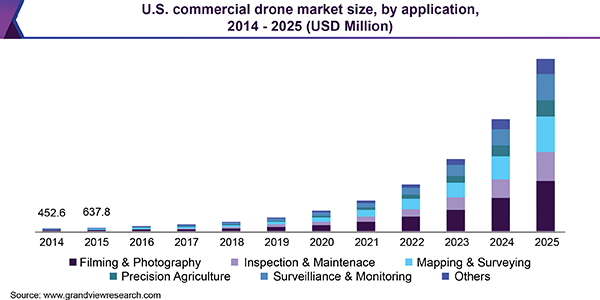 U.S. commercial drone market size, by application,
2014 - 2025 (USD Million)
452.6 637.8
2014 2015 2016 2017 2018 2019 2020 2021 2022 2023 2024 2025
Filming & Photography Inspection & Maintenace Mapping & Surveying
Precision Agriculture Surveilliance & Monitoring Others
Source: www.grandviewresearch.com